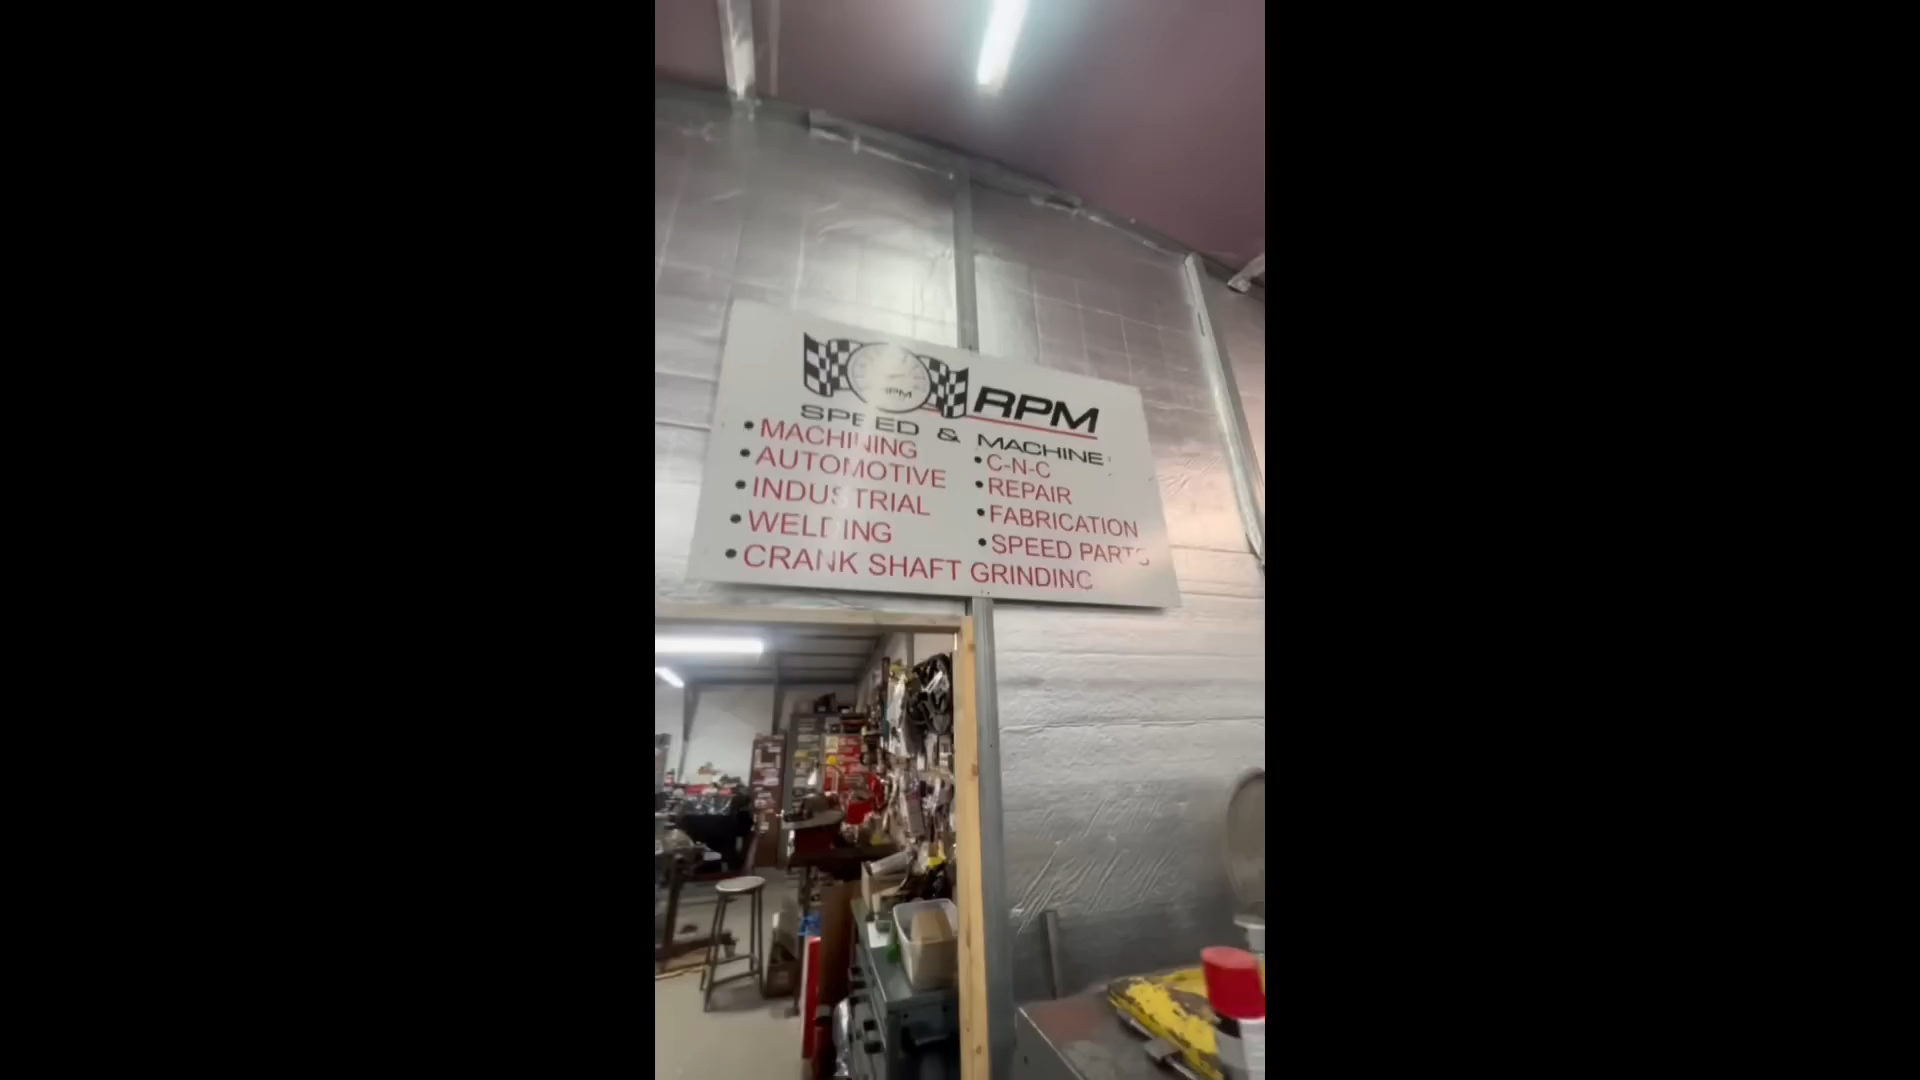 RPM
RPM
SPEED & MACHINE
• MACHINING
• AUTOMOTIVE
• INDUSTRIAL
• WELDING
• C-N-C
• REPAIR
• FABRICATION
• SPEED PARTS
• CRANK SHAFT GRINDING